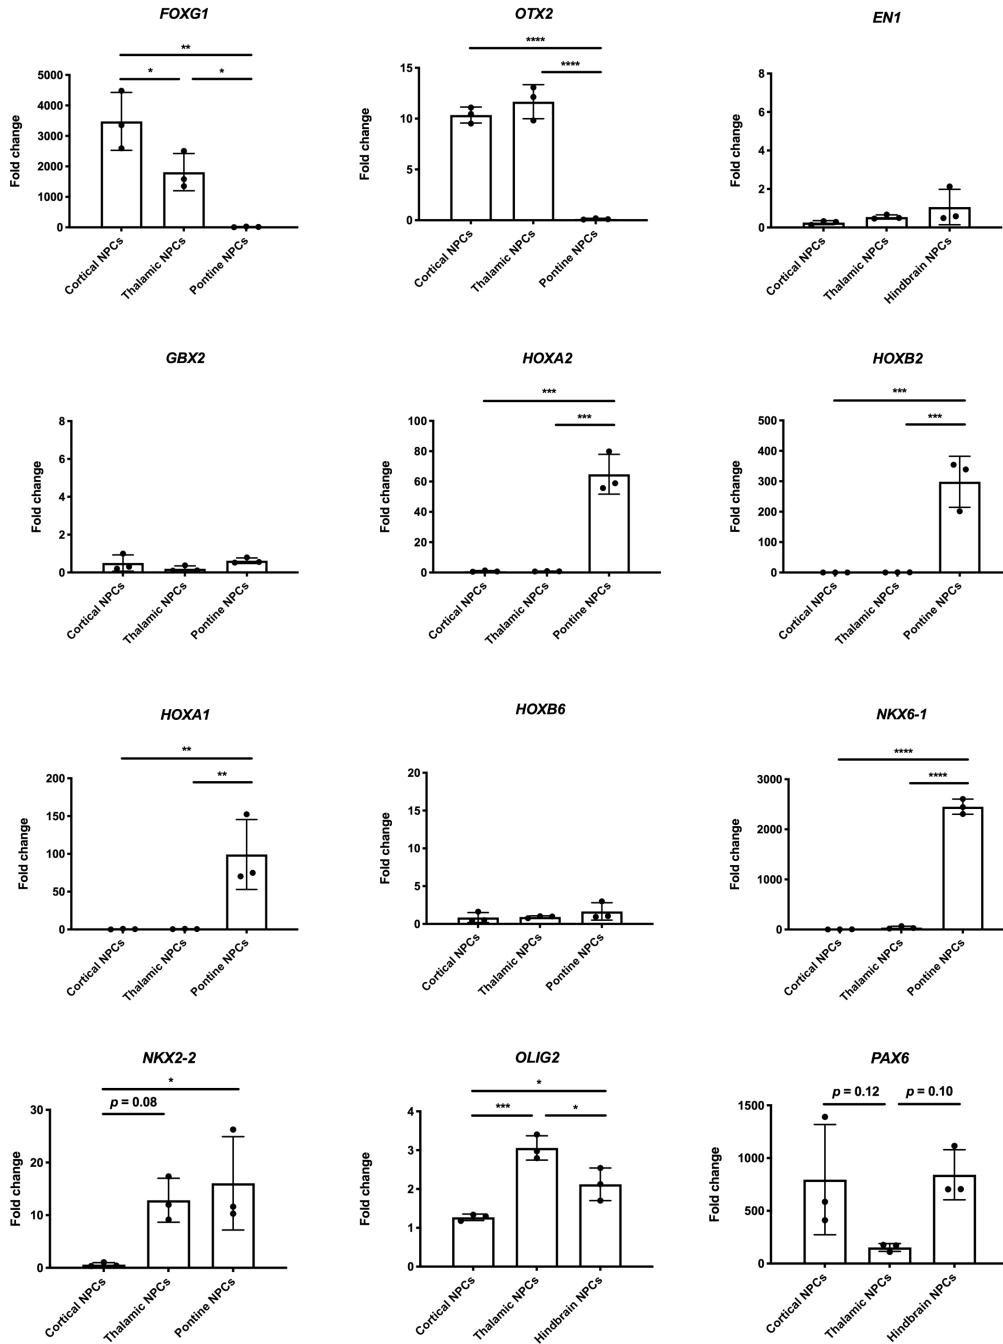 FOXG1
**
*
*
5000
4000
3000
2000
1000
0
Fold change
Cortical NPCs
Thalamic NPCs
Pontine NPCs
OTX2
****
****
15
10
5
0
Fold change
Cortical NPCs
Thalamic NPCs
Pontine NPCs
EN1
8
6
4
2
0
Fold change
Cortical NPCs
Thalamic NPCs
Hindbrain NPCs
GBX2
8
6
4
2
0
Fold change
Cortical NPCs
Thalamic NPCs
Pontine NPCs
HOXA2
***
***
100
80
60
40
20
0
Fold change
Cortical NPCs
Thalamic NPCs
Pontine NPCs
HOXB2
***
***
500
400
300
200
100
0
Fold change
Cortical NPCs
Thalamic NPCs
Pontine NPCs
HOXA1
**
**
200
150
100
50
0
Fold change
Cortical NPCs
Thalamic NPCs
Pontine NPCs
HOXB6
20
15
10
5
0
Fold change
Cortical NPCs
Thalamic NPCs
Pontine NPCs
NKX6-1
****
****
3000
2000
1000
0
Fold change
Cortical NPCs
Thalamic NPCs
Pontine NPCs
NKX2-2
*
p = 0.08
30
20
10
0
Fold change
Cortical NPCs
Thalamic NPCs
Pontine NPCs
OLIG2
*
***
*
4
3
2
1
0
Fold change
Cortical NPCs
Thalamic NPCs
Hindbrain NPCs
PAX6
p = 0.12
p = 0.10
1500
1000
500
0
Fold change
Cortical NPCs
Thalamic NPCs
Hindbrain NPCs